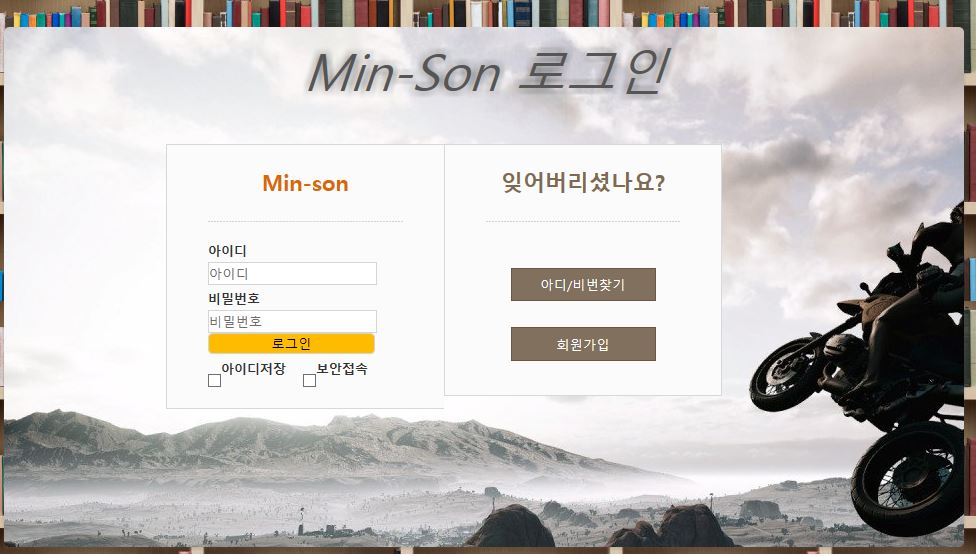 Min-Son 로그인
Min-son
아이디
아이디
비밀번호
비밀번호
로그인
아이디저장 보안접속
잊어버리셨나요?
아디/비번찾기
회원가입